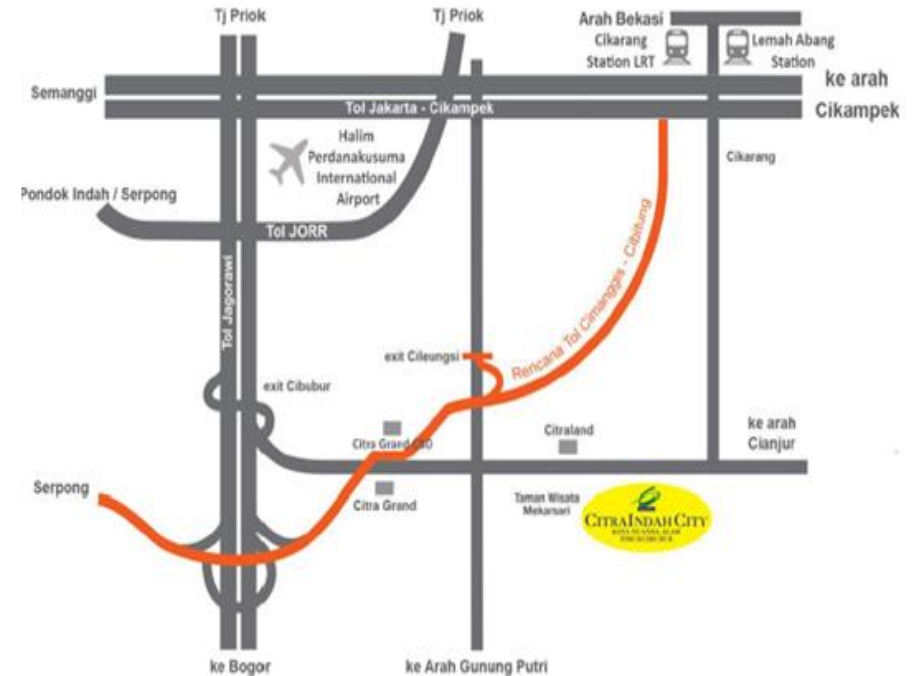 Tj Priok
Tj Priok
Arah Bekasi
Cikarang
Station LRT
Lemah Abang
Station
Semanggi
ke arah
Cikampek
Tol Jakarta - Cikampek
Halim
Perdanakusuma
International
Airport
Cikarang
Pondok Indah / Serpong
Tol JORR
Tol Jagorawi
Rencana Tol Cimanggis - Cibitung
exit Cileungsi
exit Cibubur
Citra Grand
Citraland
ke arah
Cianjur
Serpong
Citra Grand
Taman Wisata
Mekarsari
CITRAINDAH CITY
ke Bogor
ke Arah Gunung Putri